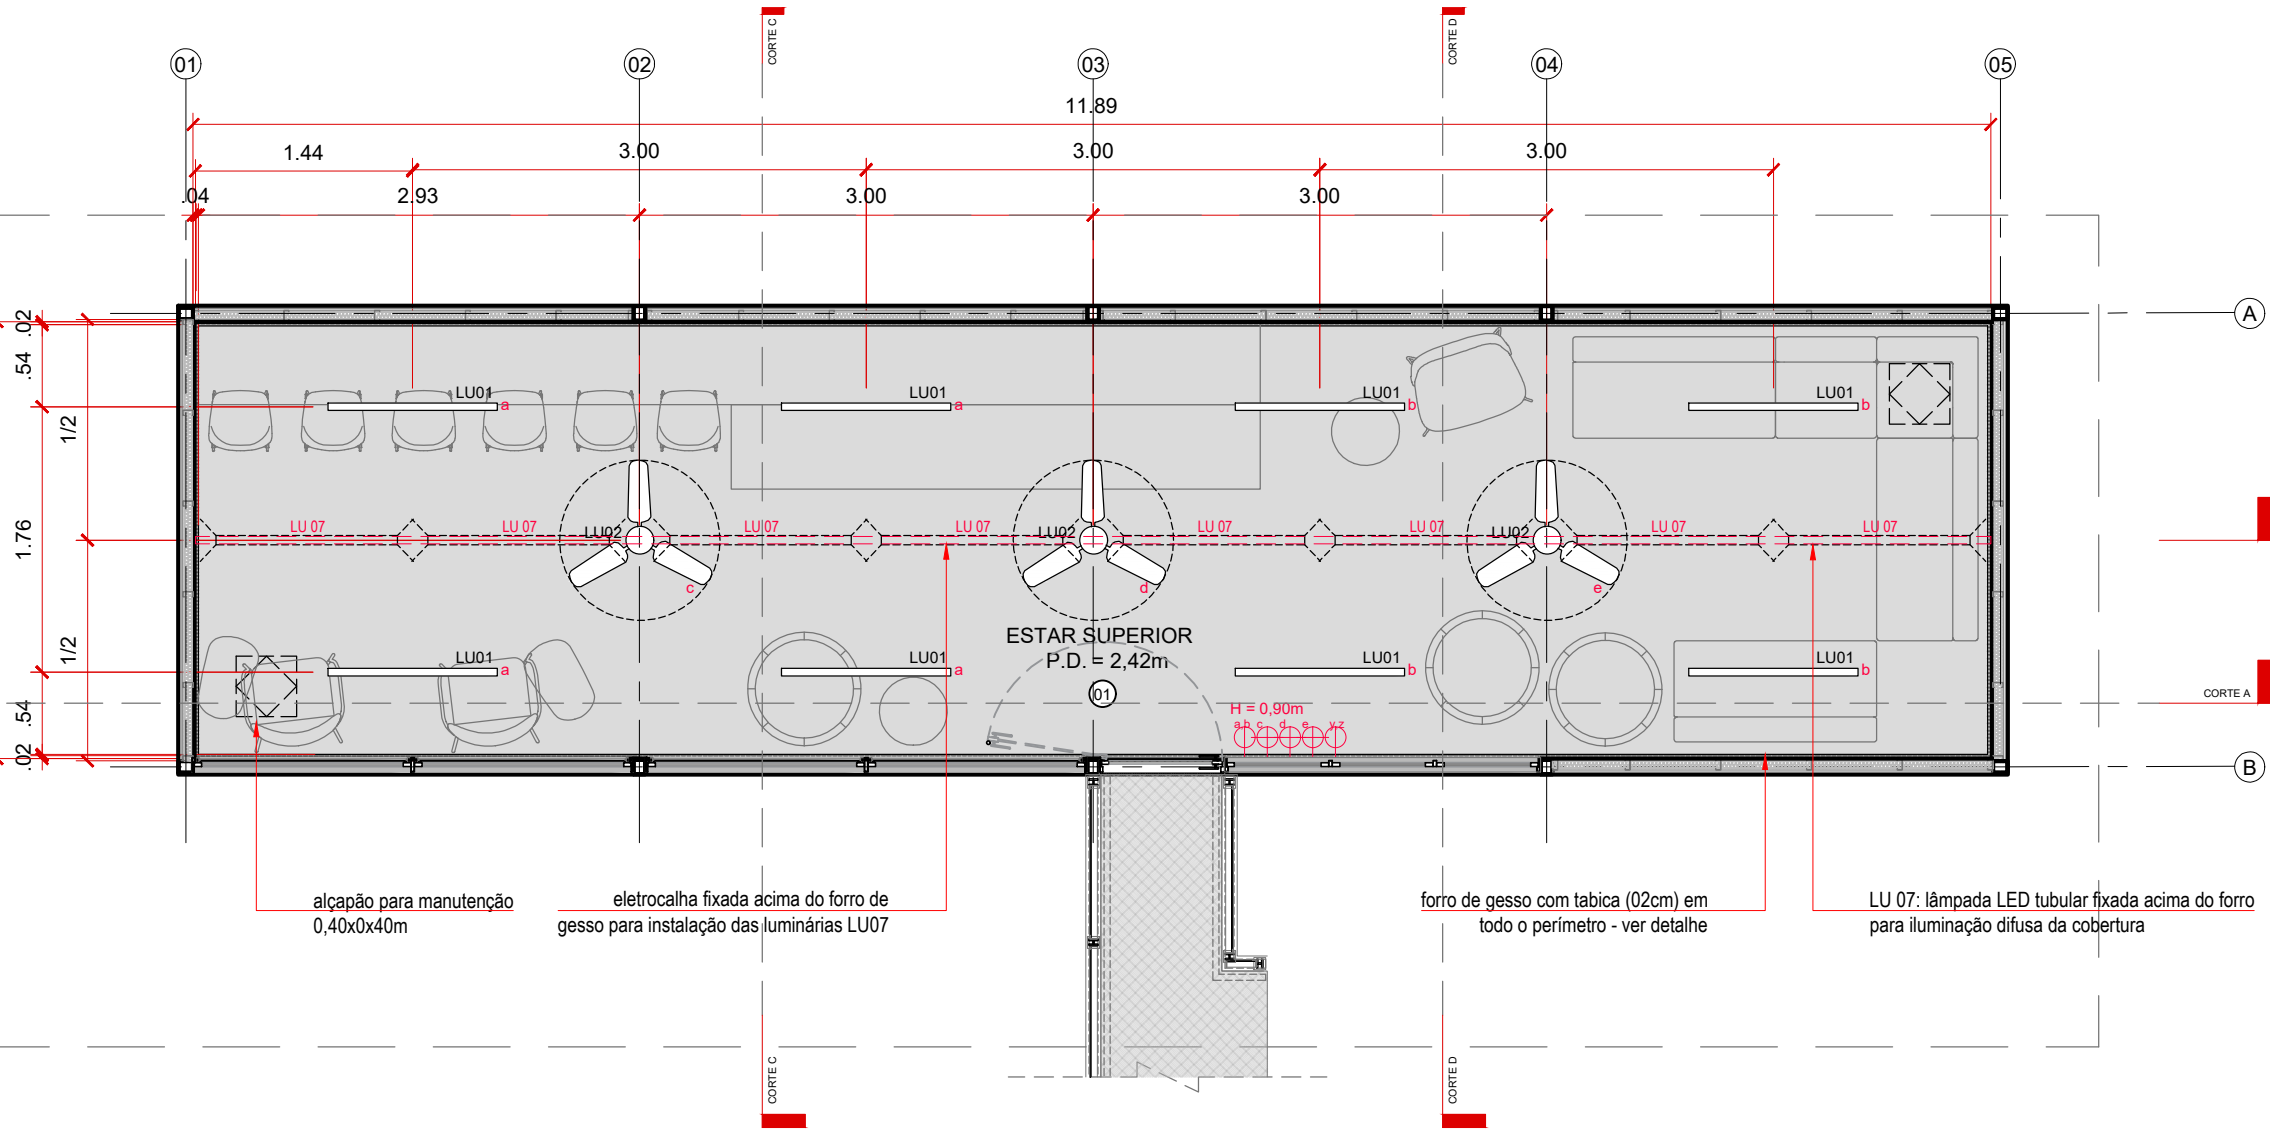 CORTE C
CORTE D
01
02
03
04
05
11.89
1.44
3.00
3.00
3.00
.04
2.93
3.00
3.00
A
.02
.54
1/2
1.76
1/2
.54
.02
LU01
a
LU01
a
LU01
b
LU01
b
LU 07
LU 07
LU02
LU 07
LU 07
LU02
LU 07
LU 07
LU02
LU 07
LU 07
c
d
e
ESTAR SUPERIOR
P.D. = 2,42m
01
LU01
a
LU01
a
LU01
b
LU01
b
H = 0,90m
a b c d e y z
CORTE A
B
alçapão para manutenção
0,40x0x40m
eletrocalha fixada acima do forro de
gesso para instalação das luminárias LU07
forro de gesso com tabica (02cm) em
todo o perímetro - ver detalhe
LU 07: lâmpada LED tubular fixada acima do forro
para iluminação difusa da cobertura
CORTE C
CORTE D